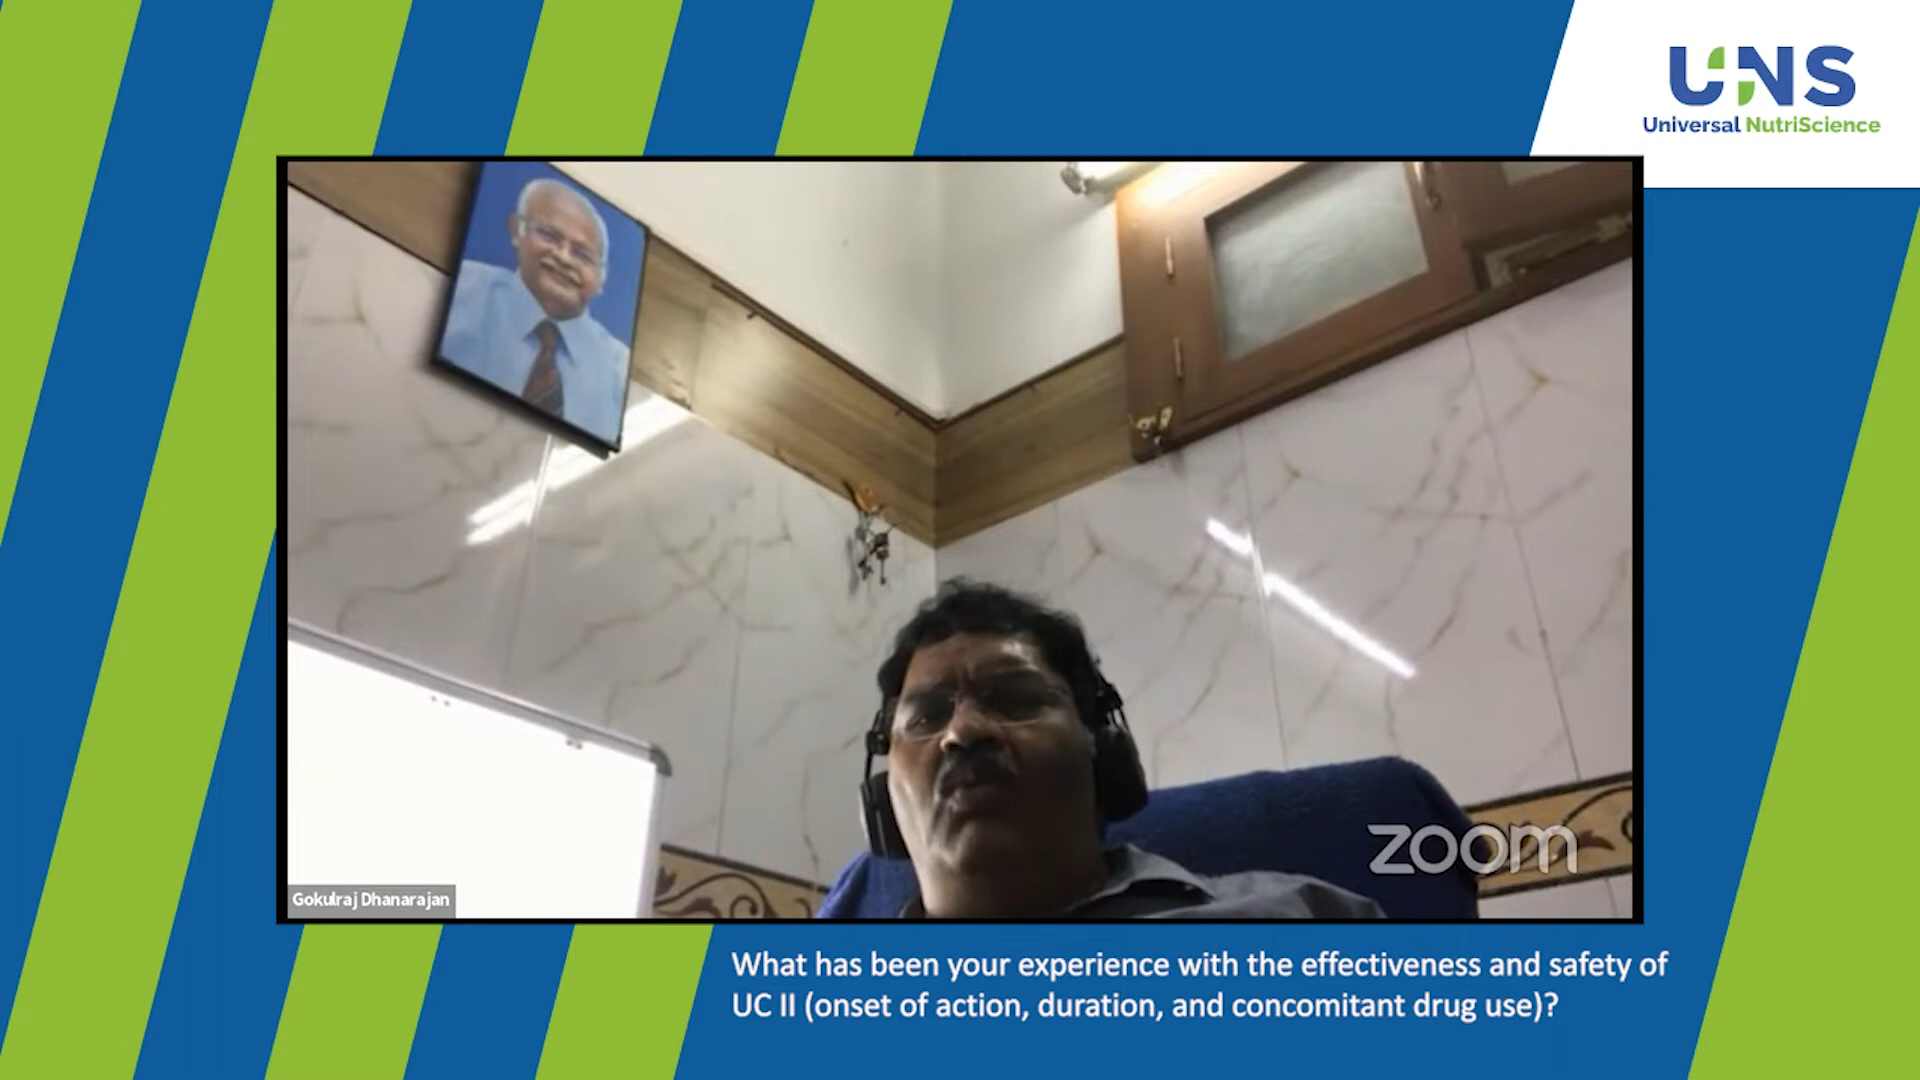 UNS
Universal NutriScience
zoom
Gokulraj Dhanarajan
What has been your experience with the effectiveness and safety of
UC II (onset of action, duration, and concomitant drug use)?